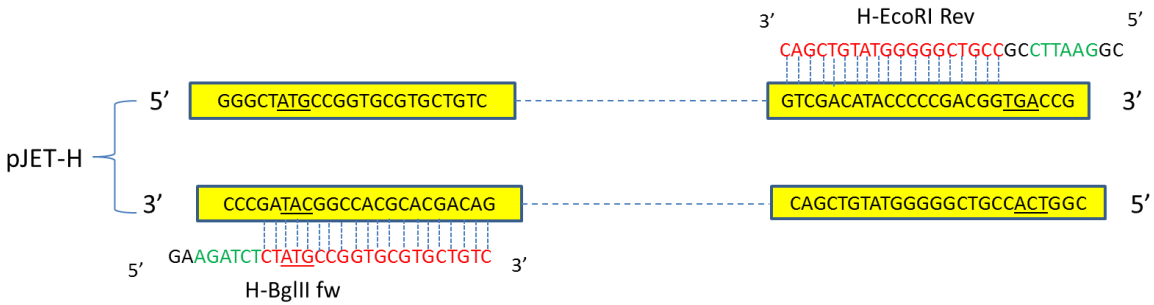 H-EcoRI Rev
3’ 5’
CAGCTGTATGGGGGCTGCCGCCTTAAGGC
5’ GGGCTATGCCGGTGCGTGCTGTC GTCGACATACCCCCGACGGTGACCG 3’
pJET-H
3’ CCCGATACGGCCACGCACGACAG CAGCTGTATGGGGGCTGCCACTGGC 5’
5’ GAAGATCTCTATGCCGGTGCGTGCTGTC 3’
H-BglII fw